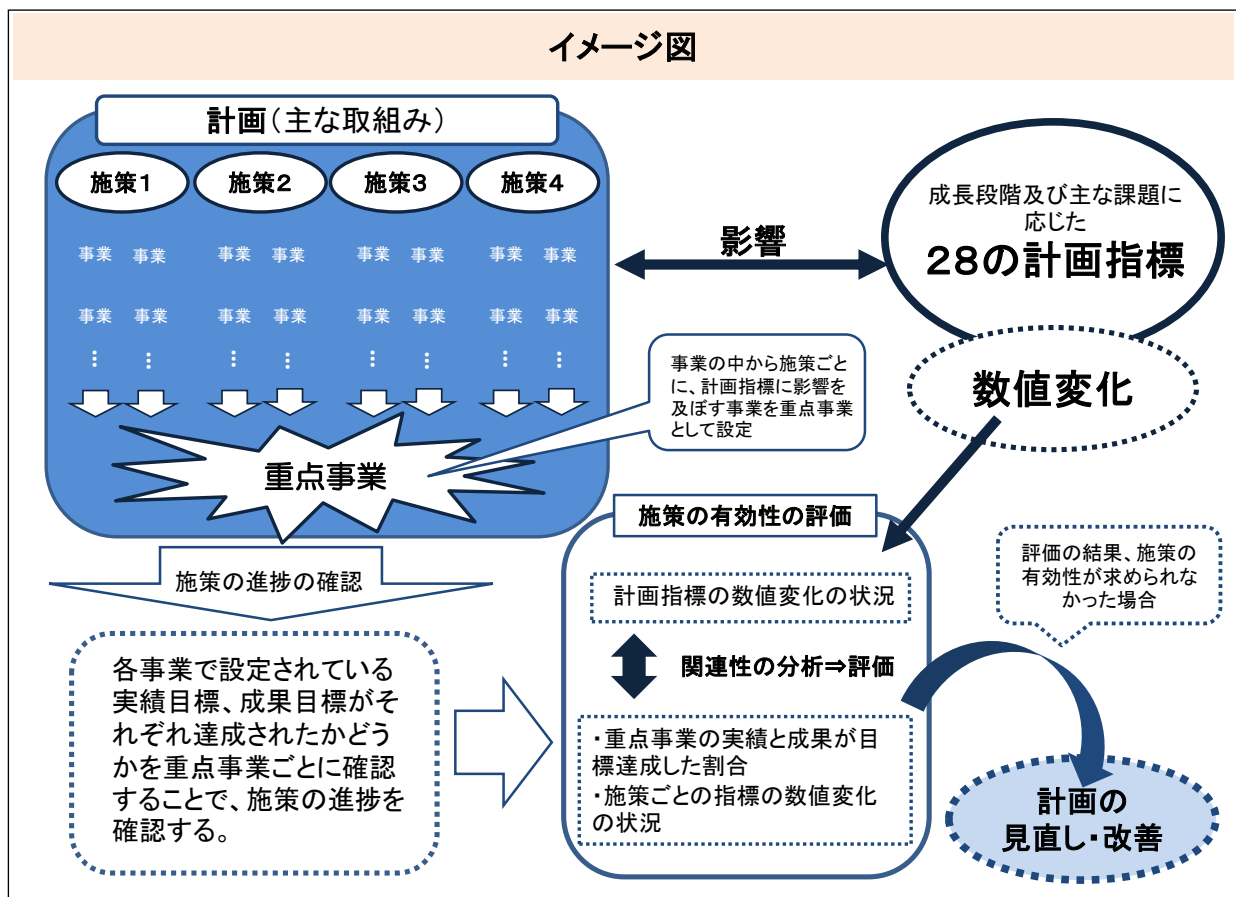 イメージ図
計画（主な取組み）
施策１
施策２
施策３
施策４
事業 事業 事業 事業 事業 事業 事業 事業
事業 事業 事業 事業 事業 事業 事業 事業
… … … … … … … …
重点事業
影響
成長段階及び主な課題に
応じた
２８の計画指標
数値変化
事業の中から施策ごと
に、計画指標に影響を
及ぼす事業を重点事業
として設定
施策の進捗の確認
各事業で設定されている
実績目標、成果目標がそ
れぞれ達成されたかどう
かを重点事業ごとに確認
することで、施策の進捗を
確認する。
施策の有効性の評価
計画指標の数値変化の状況
関連性の分析⇒評価
・重点事業の実績と成果が目
標達成した割合
・施策ごとの指標の数値変化
の状況
評価の結果、施策の
有効性が求められな
かった場合
計画の
見直し・改善